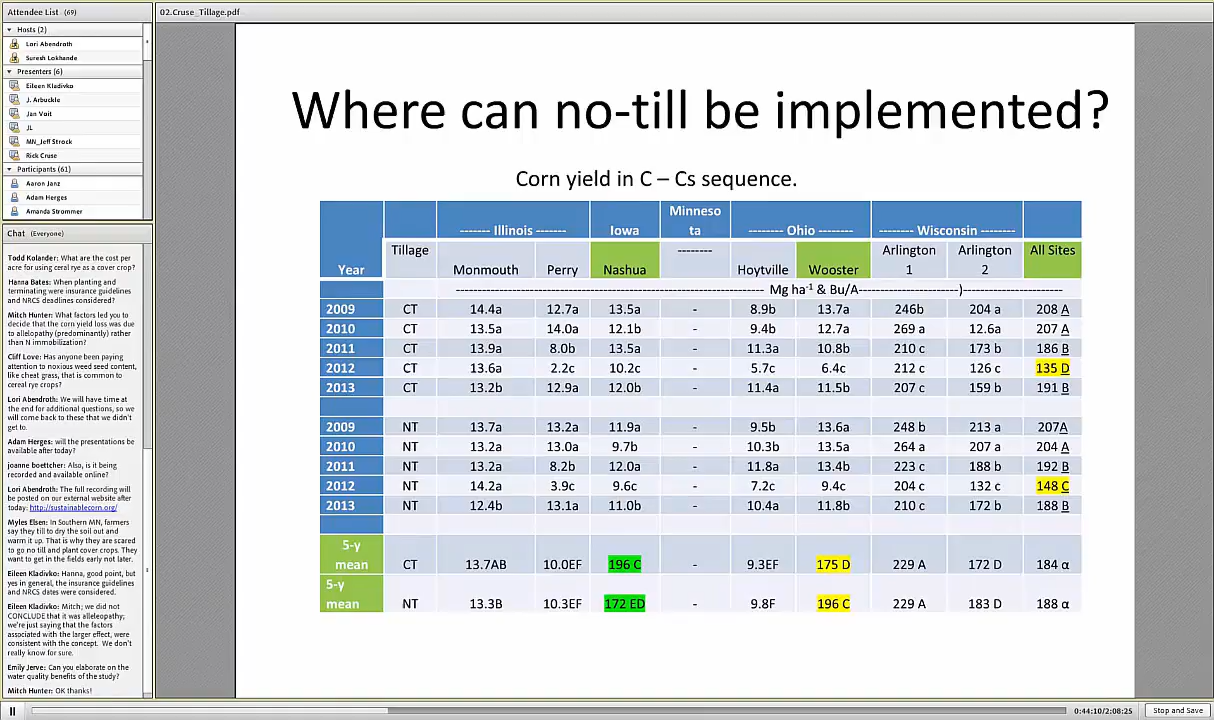 Attendee List (69)
Hosts (2)
Lori Abendroth
Suresh Lokhande
Presenters (6)
Eileen Kladivko
J. Arbuckle
Jan Voit
JL
MN_Jeff Strock
Rick Cruse
Participants (61)
Aaron Janz
Adam Herges
Amanda Strommer
Chat (Everyone)
Todd Kolander: What are the cost per
acre for using ceral rye as a cover crop?
Hanna Bates: When planting and
terminating were insurance guidelines
and NRCS deadlines considered?
Mitch Hunter: What factors led you to
decide that the corn yield loss was due
to allelopathy (predominantly) rather
than N immobilization?
Cliff Love: Has anyone been paying
attention to noxious weed seed content,
like cheat grass, that is common to
cereal rye crops?
Lori Abendroth: We will have time at
the end for additional questions, so we
will come back to these that we didn't
get to.
Adam Herges: will the presentations be
available after today?
joanne boettcher: Also, is it being
recorded and available online?
Lori Abendroth: The full recording will
be posted on our external website after
today: http://sustainablecorn.org/
Myles Elsen: In Southern MN, farmers
say they till to dry the soil out and
warm it up. That is why they are scared
to go no till and plant cover crops. They
want to get in the fields early not later.
Eileen Kladivko: Hanna, good point, but
yes in general, the insurance guidelines
and NRCS dates were considered.
Eileen Kladivko: Mitch; we did not
CONCLUDE that it was alleleopathy;
we're just saying that the factors
associated with the larger effect, were
consistent with the concept. We don't
really know for sure.
Emily Jerve: Can you elaborate on the
water quality benefits of the study?
Mitch Hunter: OK thanks!
02.Cruse_Tillage.pdf
Where can no-till be implemented?
Corn yield in C – Cs sequence.
------- Illinois ------- Iowa Minneso
ta -------- Ohio -------- -------- Wisconsin --------
Year Tillage Monmouth Perry Nashua -------- Hoytville Wooster Arlington
1 Arlington
2 All Sites
---------- Mg ha-1 & Bu/A----------)----------
2009 CT 14.4a 12.7a 13.5a - 8.9b 13.7a 246b 204 a 208 A
2010 CT 13.5a 14.0a 12.1b - 9.4b 12.7a 269 a 12.6a 207 A
2011 CT 13.9a 8.0b 13.5a - 11.3a 10.8b 210 c 173 b 186 B
2012 CT 13.6a 2.2c 10.2c - 5.7c 6.4c 212 c 126 c 135 D
2013 CT 13.2b 12.9a 12.0b - 11.4a 11.5b 207 c 159 b 191 B
2009 NT 13.7a 13.2a 11.9a - 9.5b 13.6a 248 b 213 a 207A
2010 NT 13.2a 13.0a 9.7b - 10.3b 13.5a 264 a 207 a 204 A
2011 NT 13.2a 8.2b 12.0a - 11.8a 13.4b 223 c 188 b 192 B
2012 NT 14.2a 3.9c 9.6c - 7.2c 9.4c 204 c 132 c 148 C
2013 NT 12.4b 13.1a 11.0b - 10.4a 11.8b 210 c 172 b 188 B
5-y
mean CT 13.7AB 10.0EF 196 C - 9.3EF 175 D 229 A 172 D 184 α
5-y
mean NT 13.3B 10.3EF 172 ED - 9.8F 196 C 229 A 183 D 188 α
0:44:10/2:08:25
Stop and Save